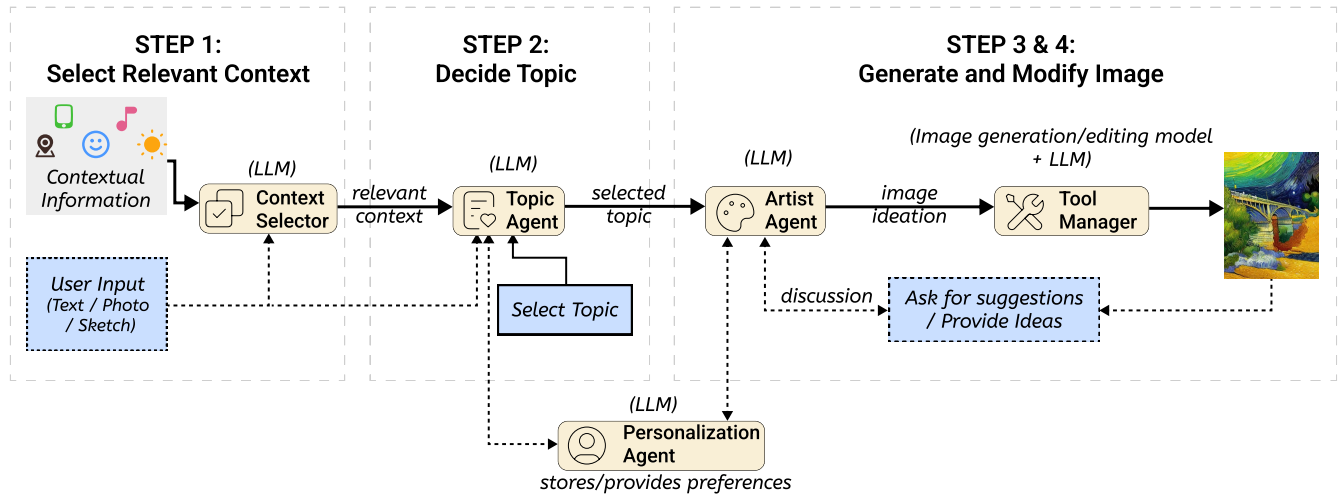 STEP 1:
Select Relevant Context
Contextual
Information
(LLM)
Context
Selector
User Input
(Text / Photo
/ Sketch)
relevant
context
STEP 2:
Decide Topic
(LLM)
Topic
Agent
Select Topic
selected
topic
STEP 3 & 4:
Generate and Modify Image
(LLM)
Artist
Agent
image
ideation
(Image generation/editing model
+ LLM)
Tool
Manager
discussion
Ask for suggestions
/ Provide Ideas
(LLM)
Personalization
Agent
stores/provides preferences